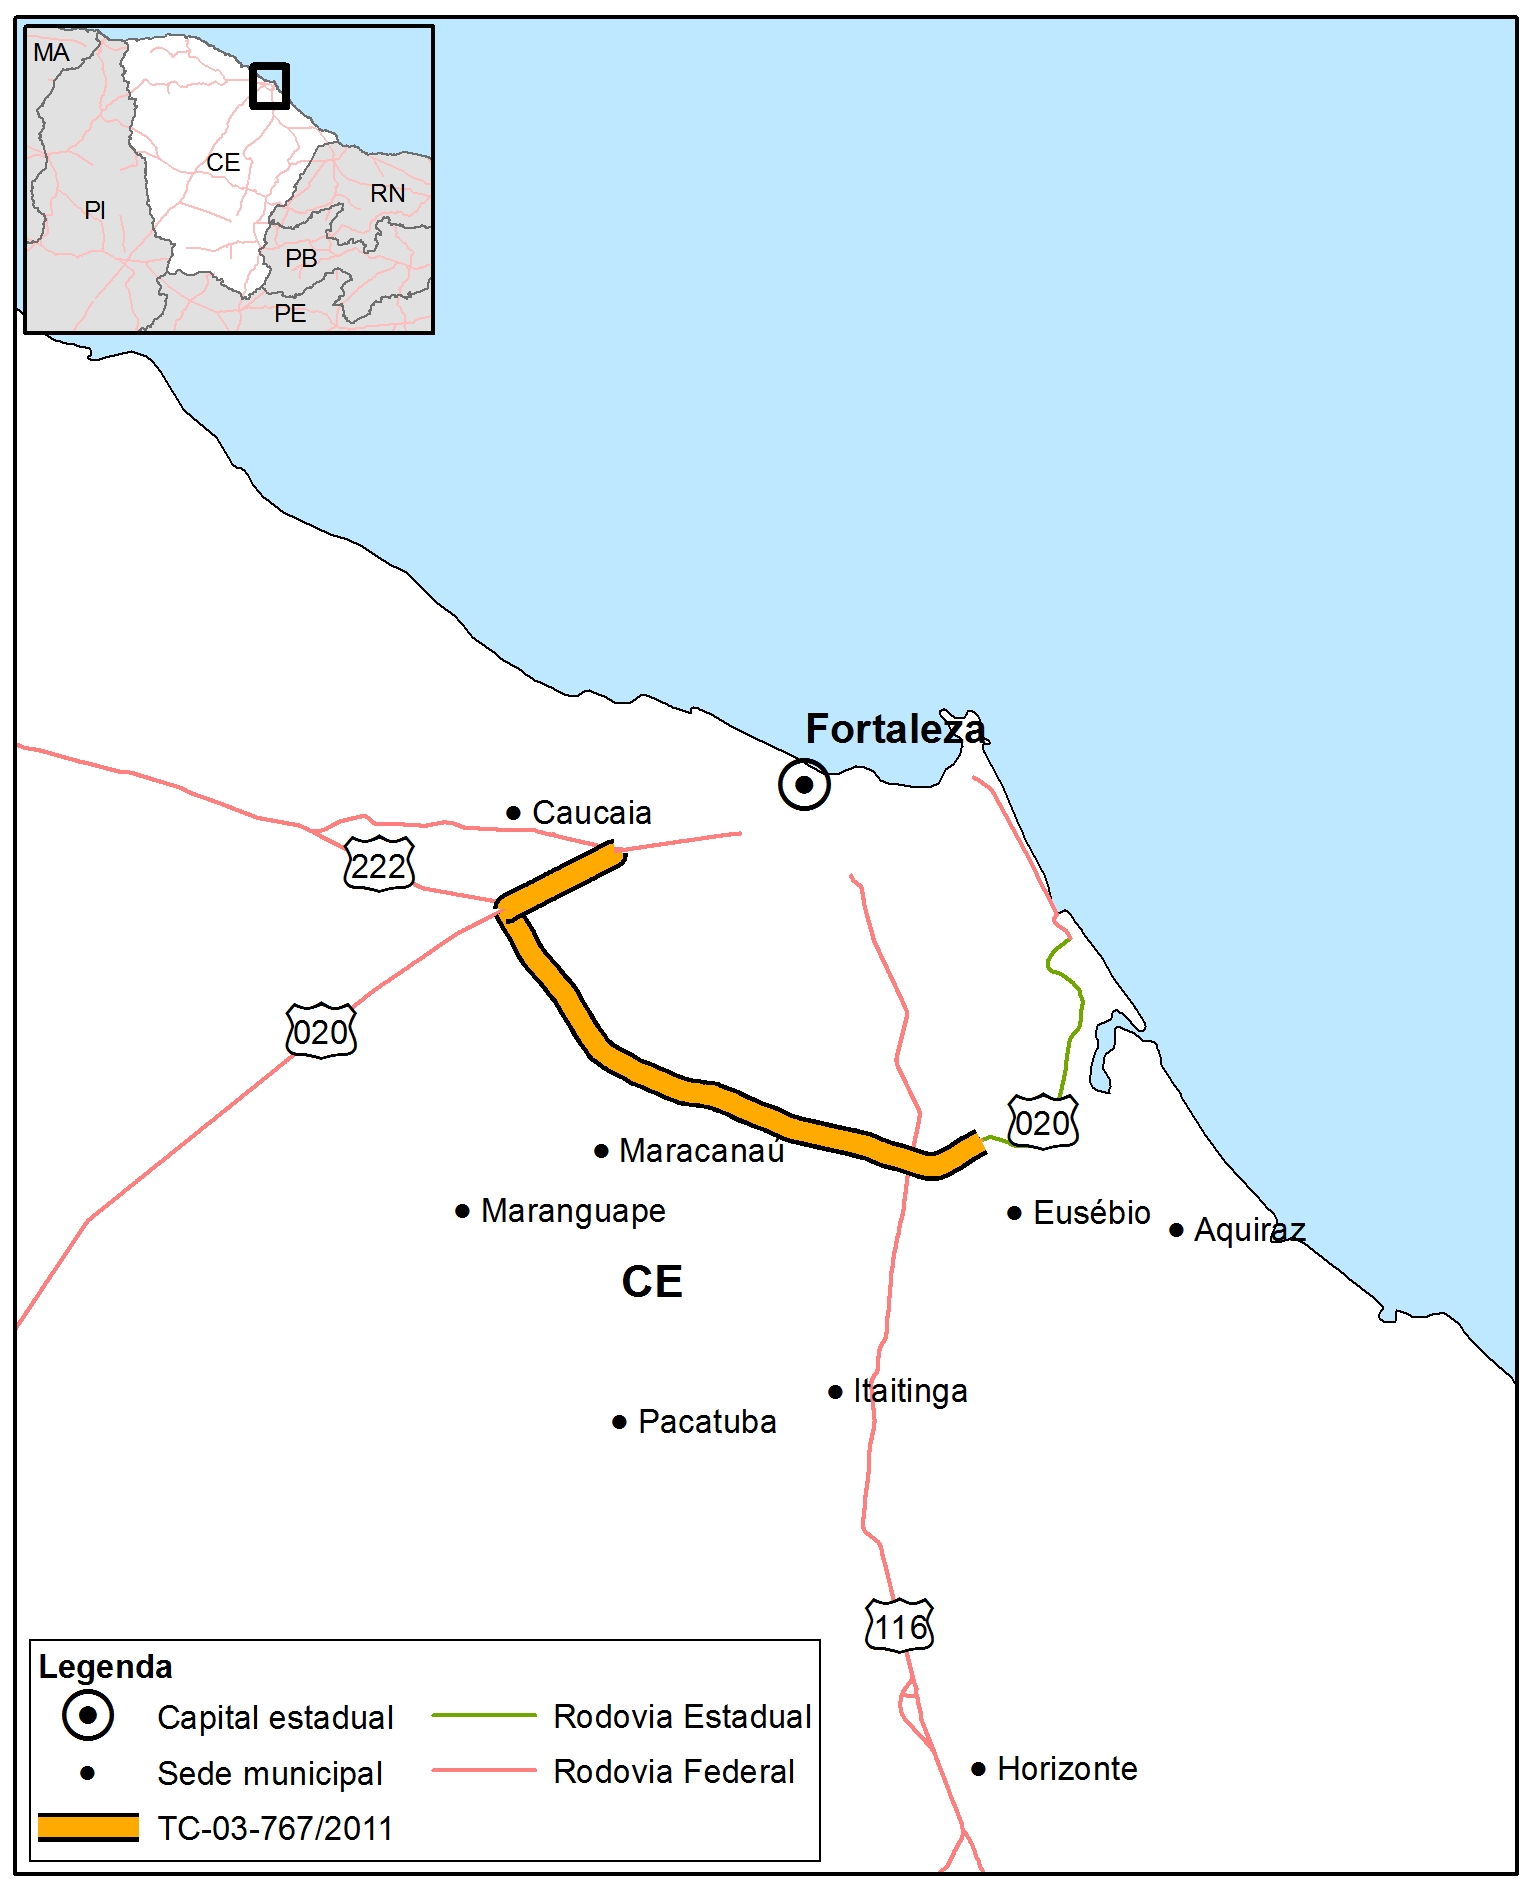 MA
CE
RN
PI
PB
PE
Fortaleza
Caucaia
222
020
020
Maracanaú
Maranguape
Eusébio
Aquiraz
CE
Itaitinga
Pacatuba
116
Horizonte
Legenda
Capital estadual
Rodovia Estadual
Sede municipal
Rodovia Federal
TC-03-767/2011